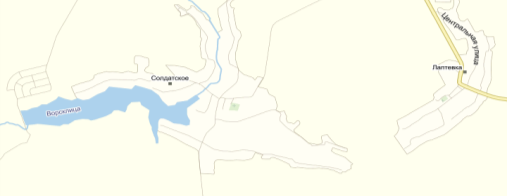 Центральная улица
Лаптевка
Солдатское
Ворсклица